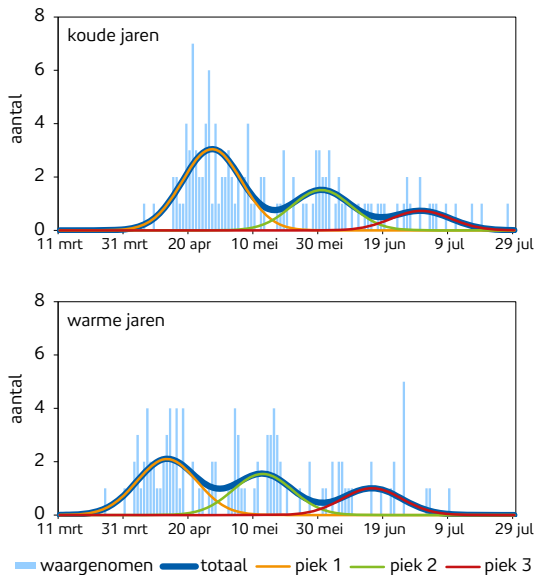 koude jaren
aantal
8
6
4
2
0
11 mrt 31 mrt 20 apr 10 mei 30 mei 19 jun 9 jul 29 jul
warme jaren
aantal
8
6
4
2
0
11 mrt 31 mrt 20 apr 10 mei 30 mei 19 jun 9 jul 29 jul
waargenomen totaal piek 1 piek 2 piek 3